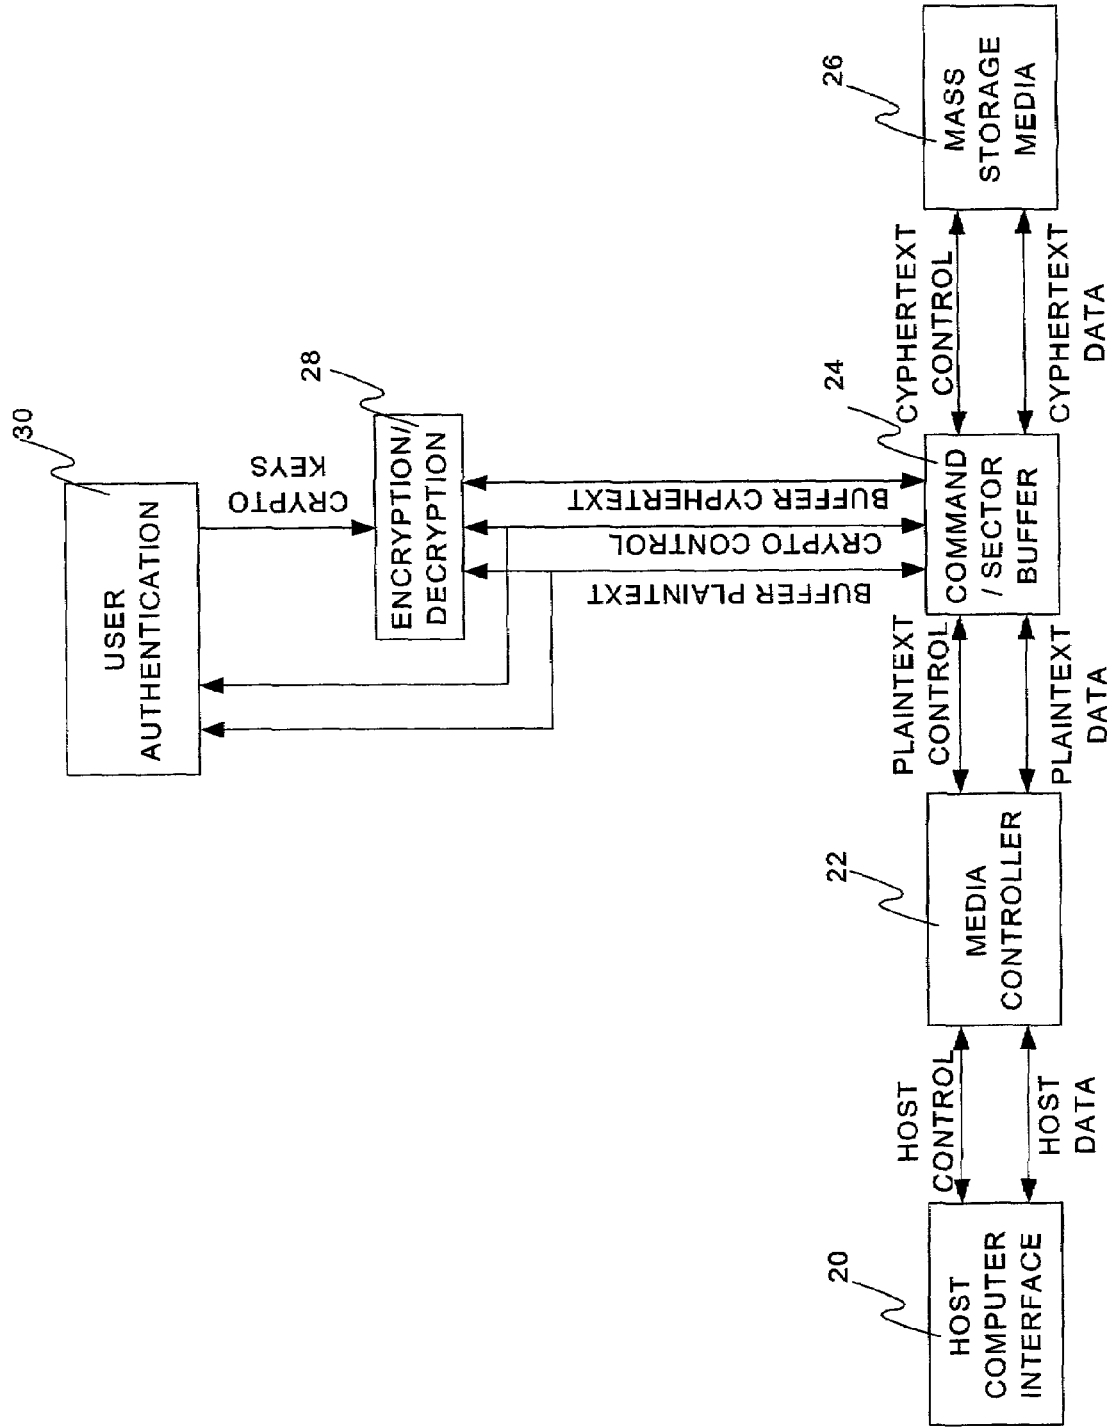 30
USER
AUTHENTICATION
CRYPTO
KEYS
28
ENCRYPTION/
DECRYPTION
BUFFER PLAINTEXT
CRYPTO CONTROL
BUFFER CYPHERTEXT
20
HOST
COMPUTER
INTERFACE
HOST
CONTROL
HOST
DATA
22
MEDIA
CONTROLLER
PLAINTEXT
CONTROL
PLAINTEXT
DATA
24
COMMAND
/ SECTOR
BUFFER
CYPHERTEXT
CONTROL
CYPHERTEXT
DATA
26
MASS
STORAGE
MEDIA